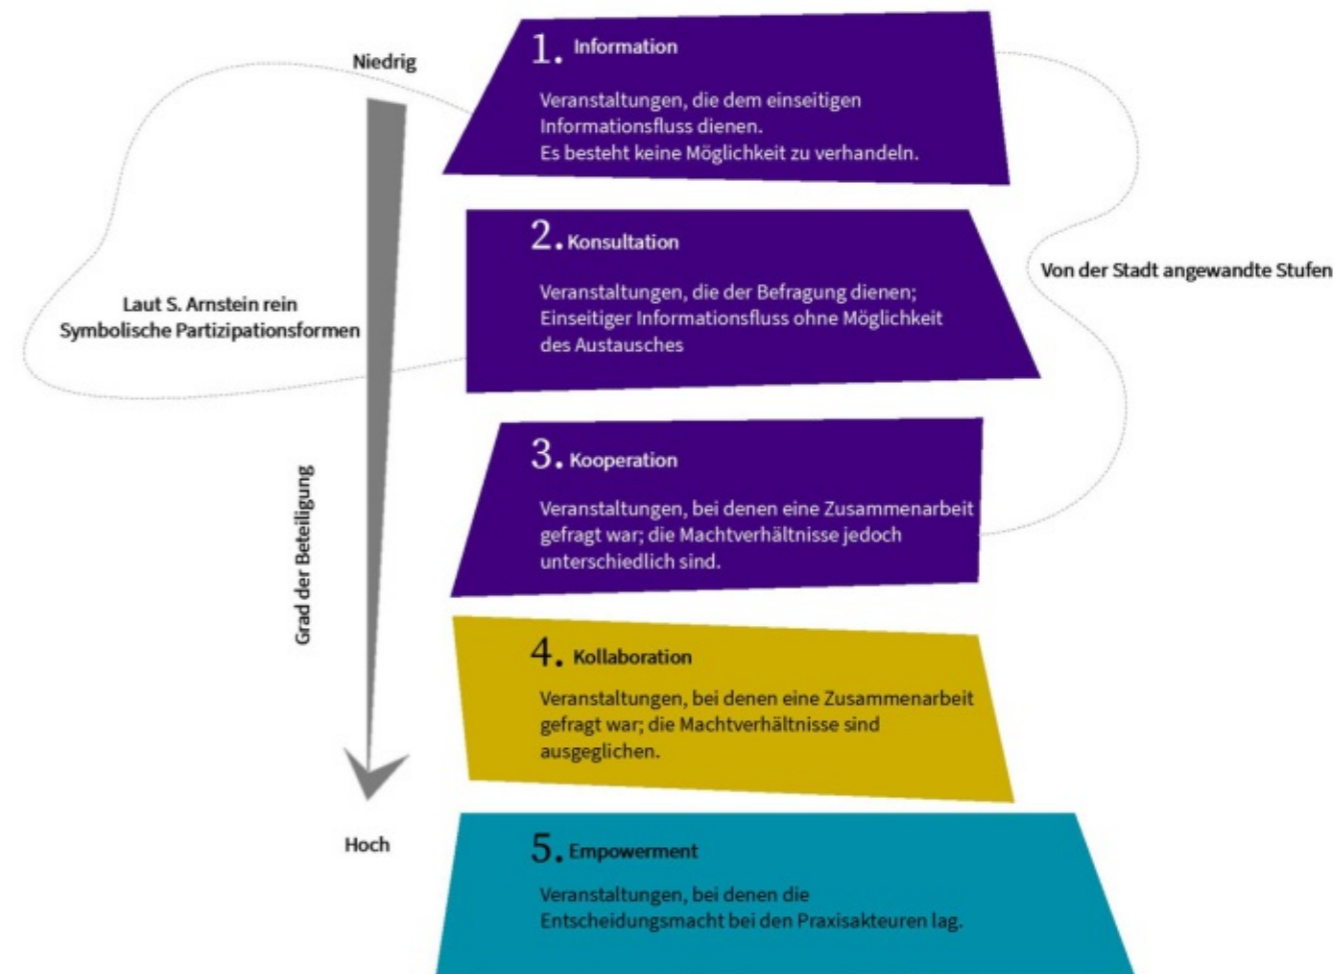 Niedrig
1. Information
Veranstaltungen, die dem einseitigen
Informationsfluss dienen.
Es besteht keine Möglichkeit zu verhandeln.
2. Konsultation
Veranstaltungen, die der Befragung dienen;
Einseitiger Informationsfluss ohne Möglichkeit
des Austausches
Von der Stadt angewandte Stufen
Laut S. Arnstein rein
Symbolische Partizipationsformen
3. Kooperation
Veranstaltungen, bei denen eine Zusammenarbeit
gefragt war; die Machtverhältnisse jedoch
unterschiedlich sind.
Grad der Beteiligung
4. Kollaboration
Veranstaltungen, bei denen eine Zusammenarbeit
gefragt war; die Machtverhältnisse sind
ausgeglichen.
Hoch
5. Empowerment
Veranstaltungen, bei denen die
Entscheidungsmacht bei den Praxisakteuren lag.